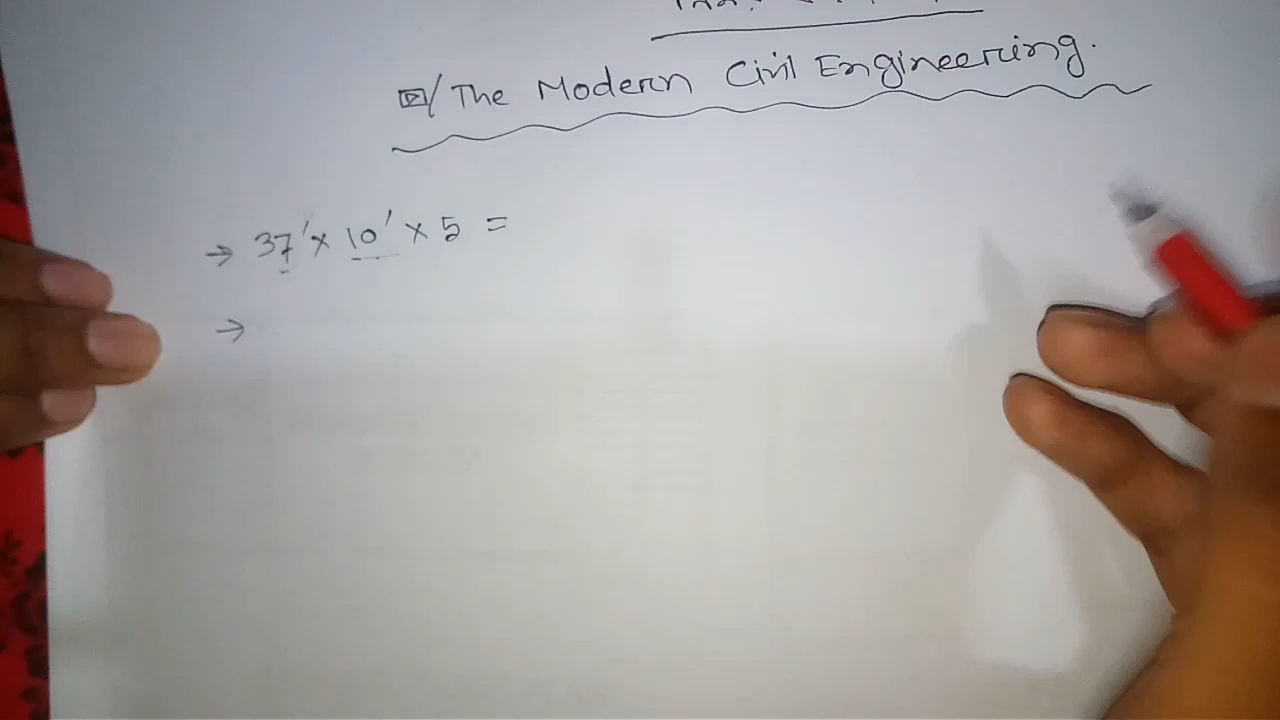 The Modern Civil Engineering.
→ 37' × 10' × 5 =
→